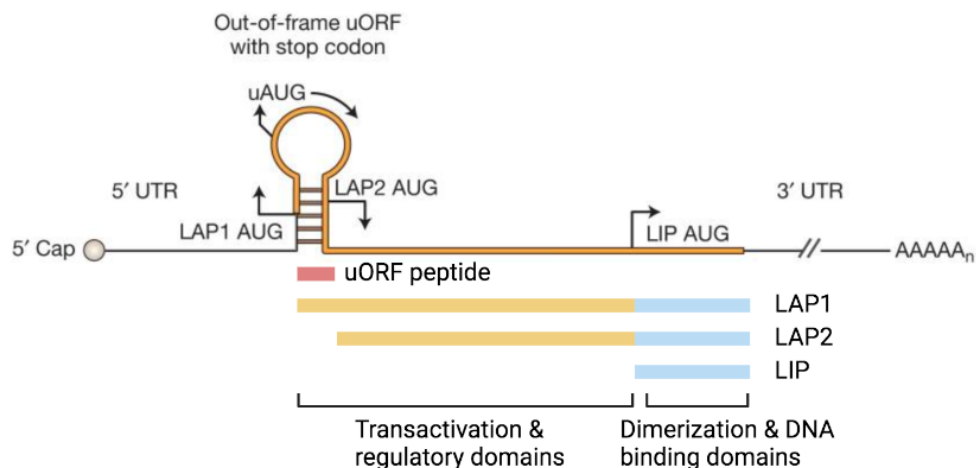 Out-of-frame uORF
with stop codon
uAUG
LAP2 AUG
5′ UTR
3′ UTR
LAP1 AUG
LIP AUG
5′ Cap
AAAAAn
uORF peptide
LAP1
LAP2
LIP
Transactivation &
regulatory domains
Dimerization & DNA
binding domains